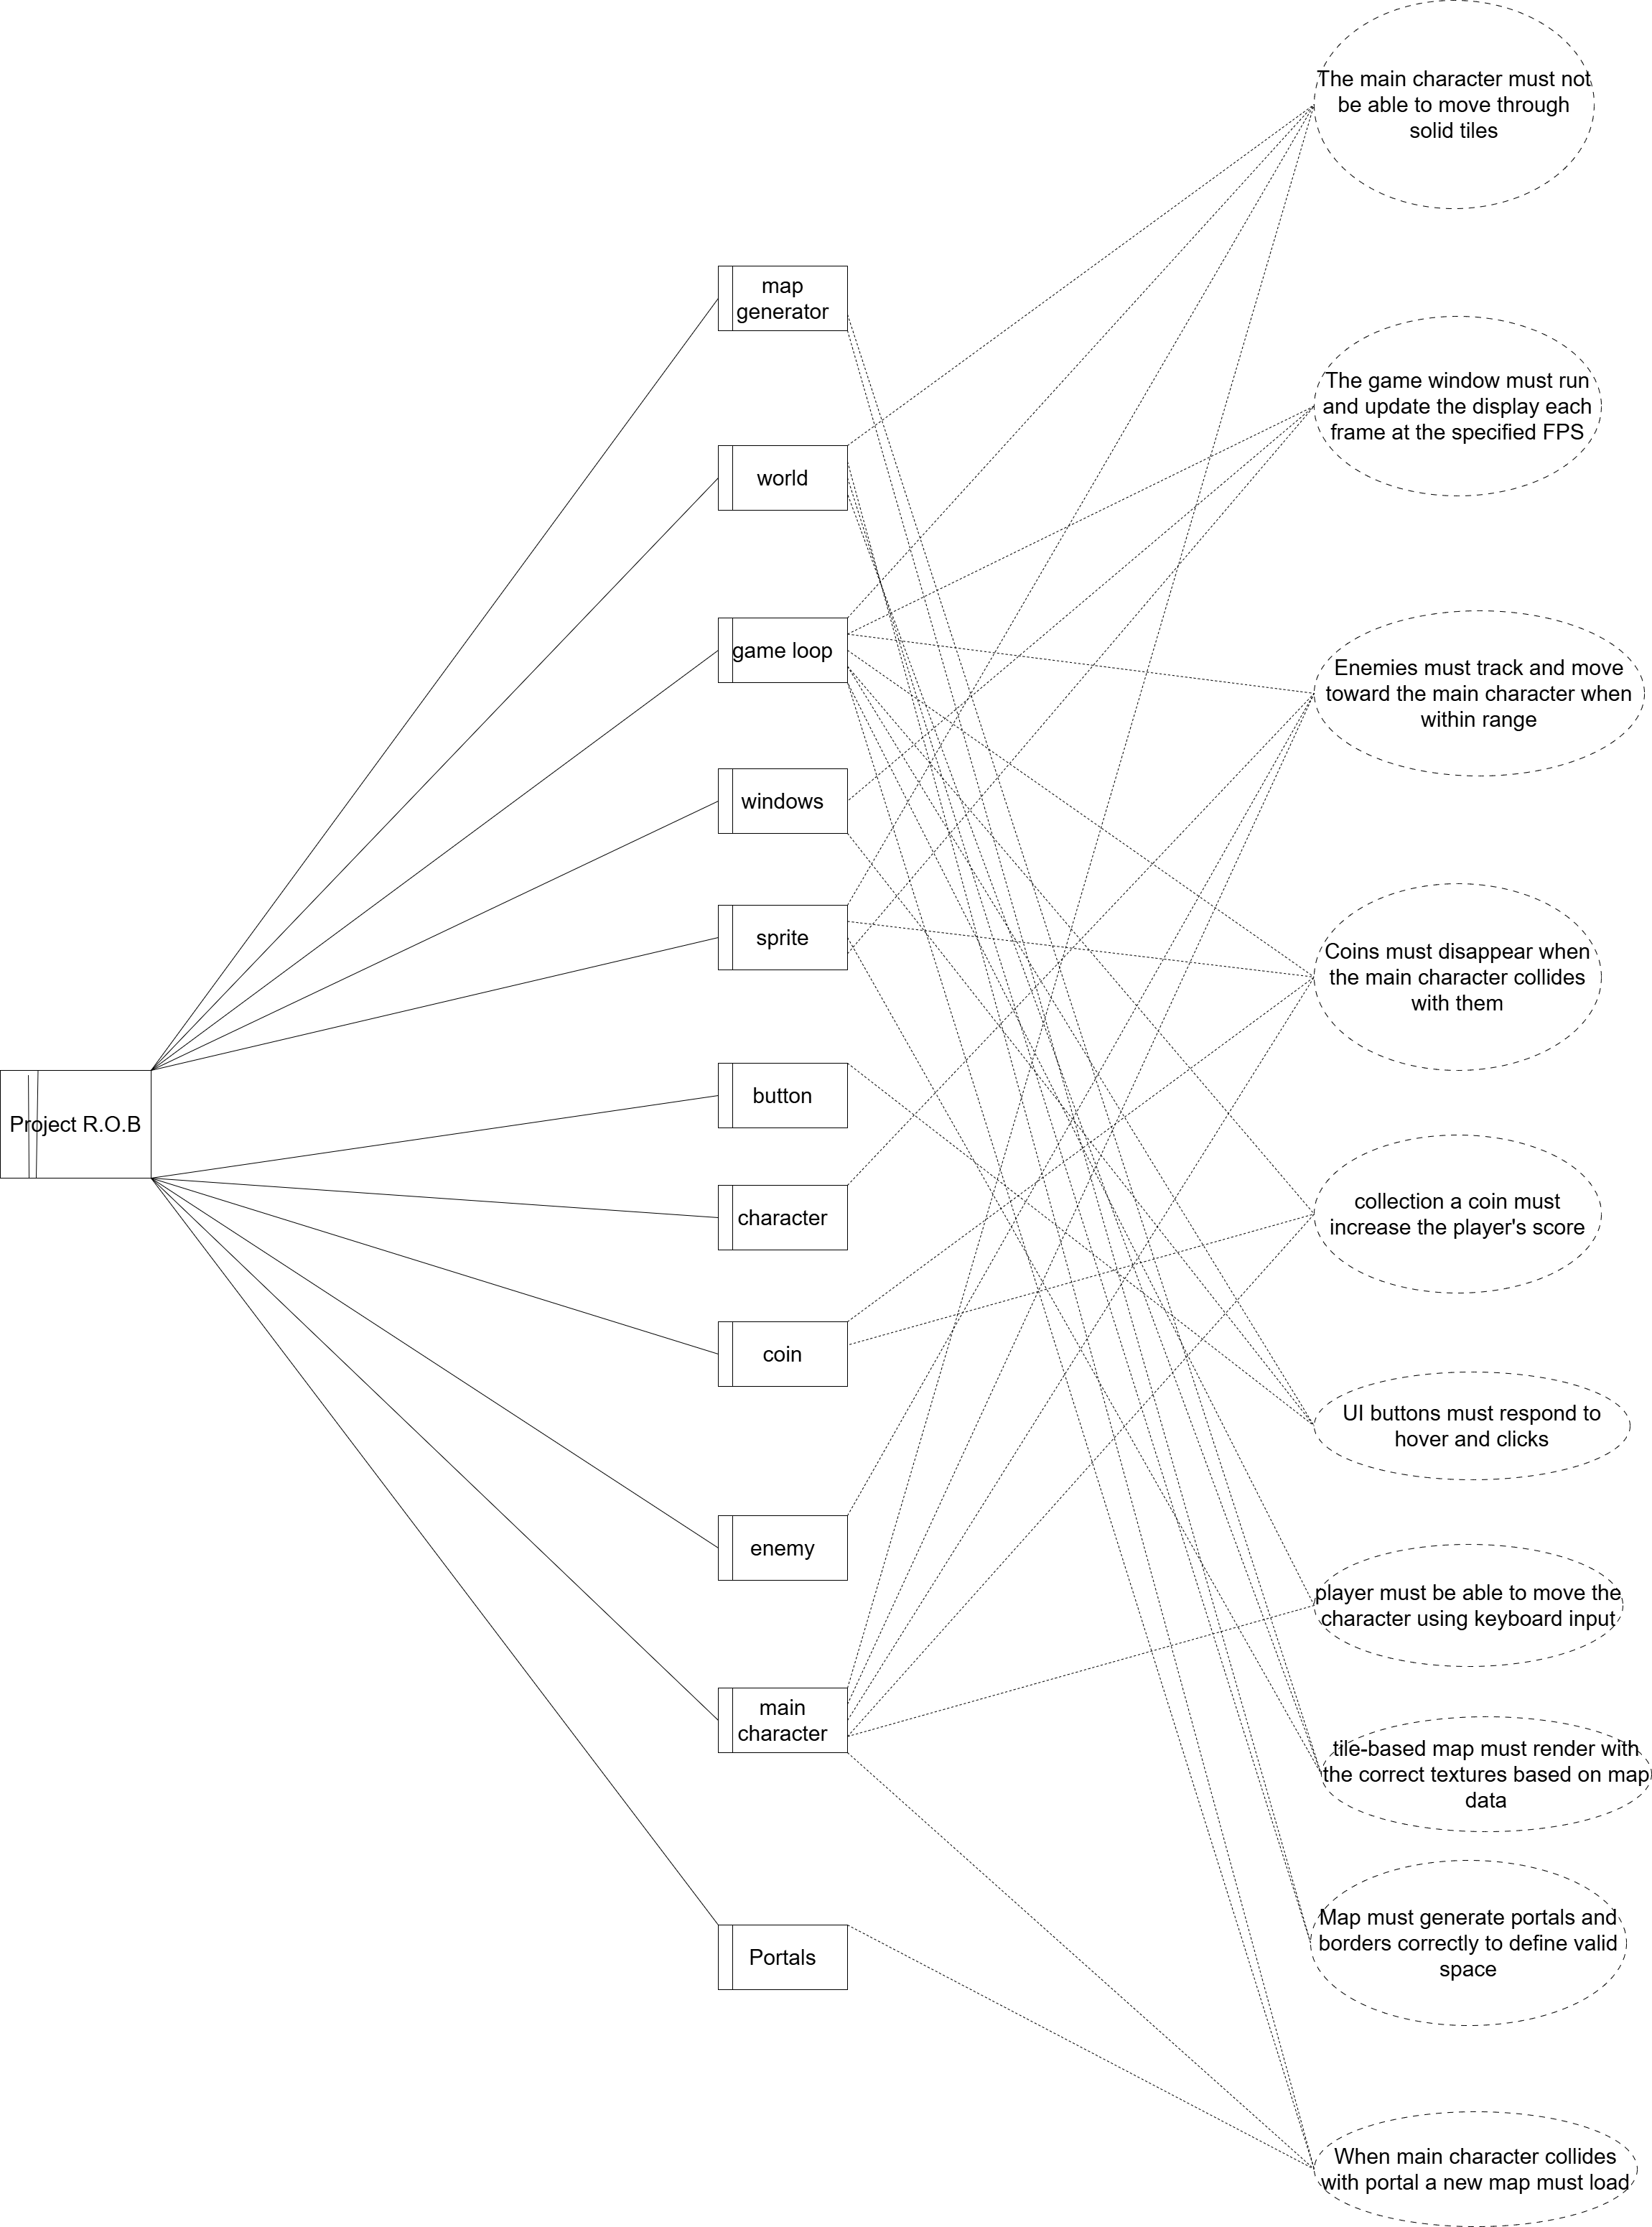 The main character must not
be able to move through
solid tiles
map
generator
The game window must run
and update the display each
frame at the specified FPS
world
game loop
Enemies must track and move
toward the main character when
within range
windows
sprite
Coins must disappear when
the main character collides
with them
button
Project R.O.B
character
collection a coin must
increase the player's score
coin
UI buttons must respond to
hover and clicks
enemy
player must be able to move the
character using keyboard input
main
character
tile-based map must render with
the correct textures based on map
data
Portals
Map must generate portals and
borders correctly to define valid
space
When main character collides
with portal a new map must load